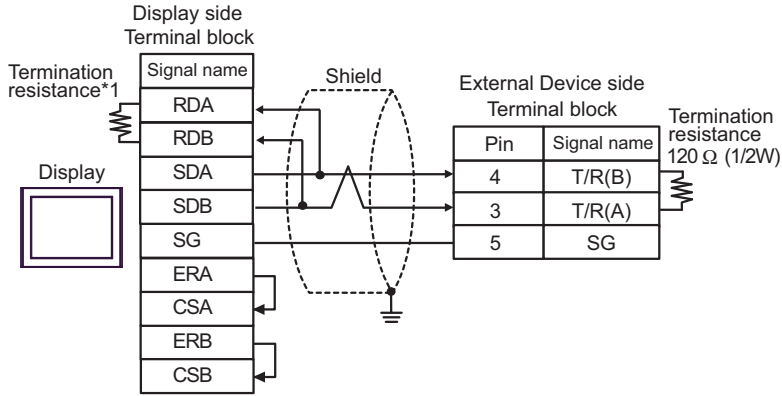 Display side
Terminal block
Termination
resistance*1
Signal name
RDA
RDB
SDA
SDB
SG
ERA
CSA
ERB
CSB
Display
Shield
External Device side
Terminal block
Pin Signal name
4 T/R(B)
3 T/R(A)
5 SG
Termination
resistance
120 Ω (1/2W)